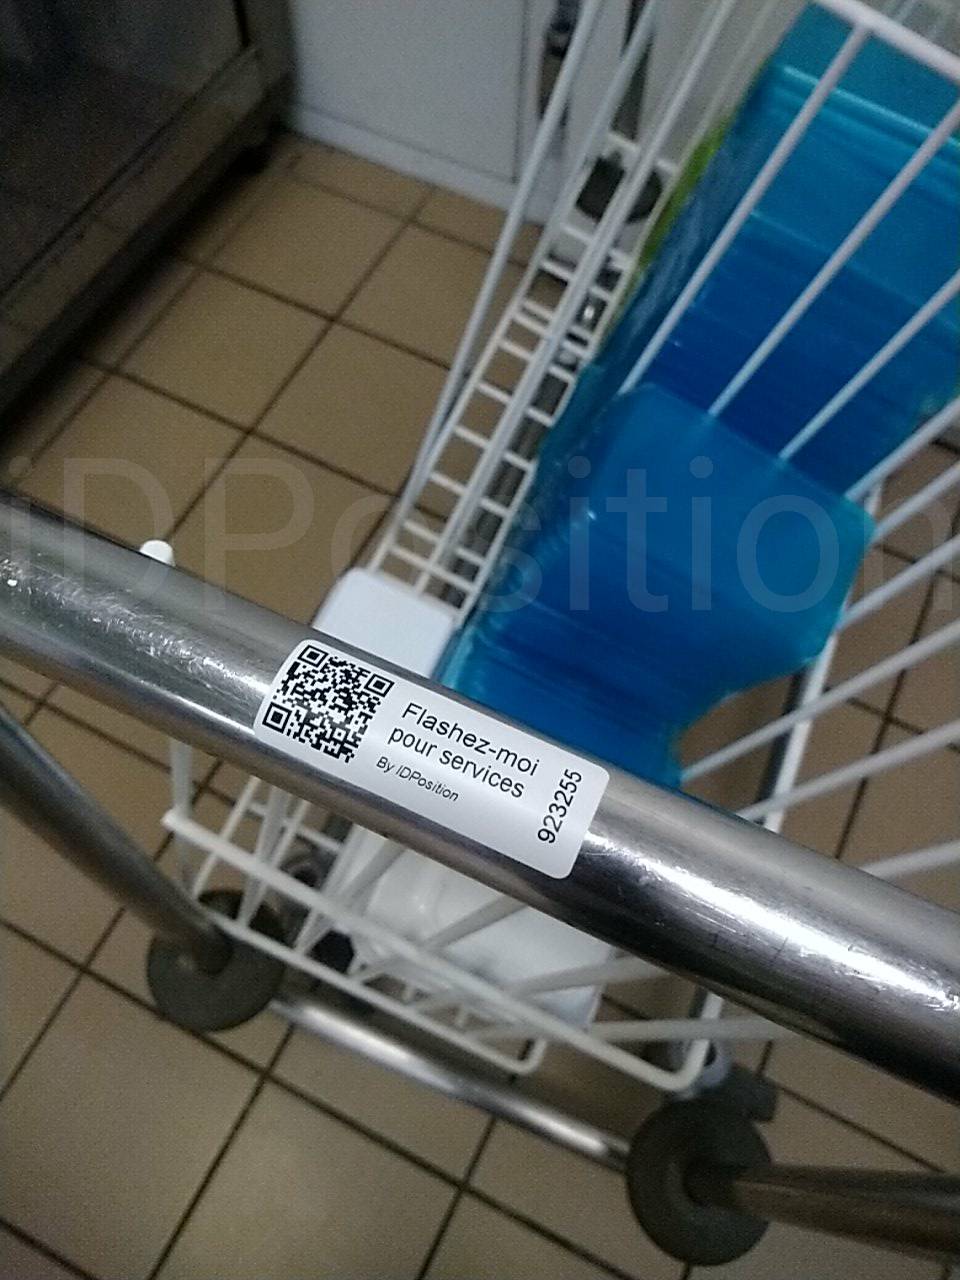 iDPosition
Flashez-moi
pour services
By IDPosition
923255